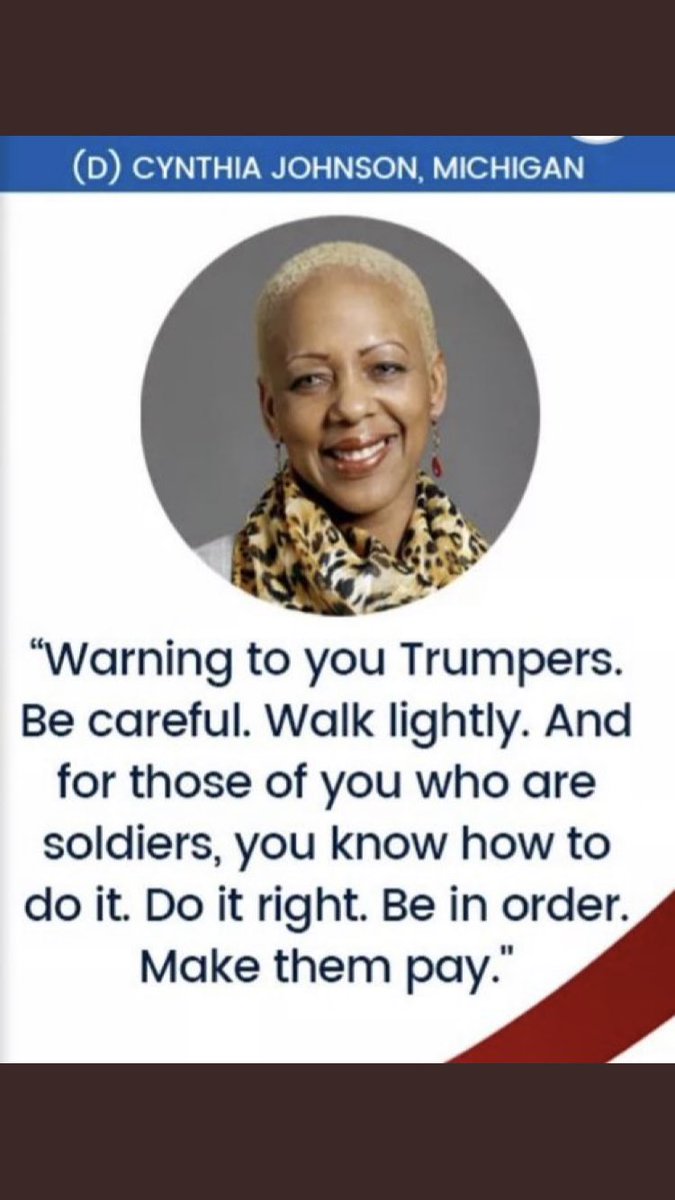 (D) CYNTHIA JOHNSON, MICHIGAN
“Warning to you Trumpers.
Be careful. Walk lightly. And
for those of you who are
soldiers, you know how to
do it. Do it right. Be in order.
Make them pay."